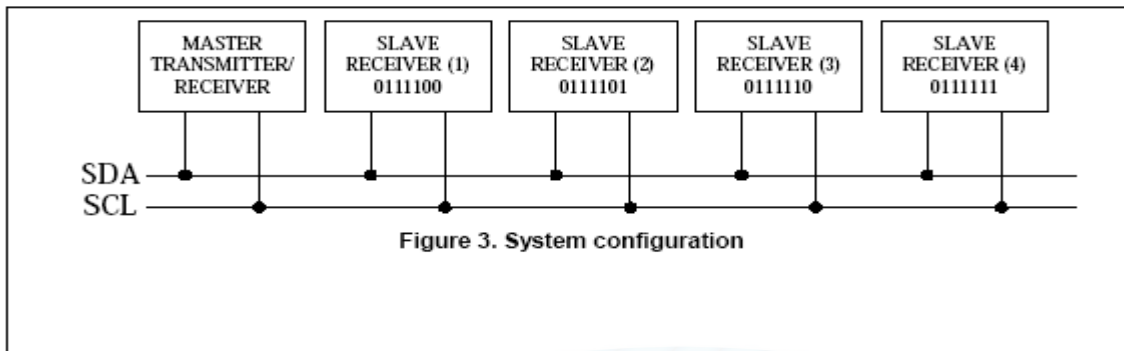 MASTER
TRANSMITTER/
RECEIVER
SLAVE
RECEIVER (1)
0111100
SLAVE
RECEIVER (2)
0111101
SLAVE
RECEIVER (3)
0111110
SLAVE
RECEIVER (4)
0111111
SDA
SCL
Figure 3. System configuration